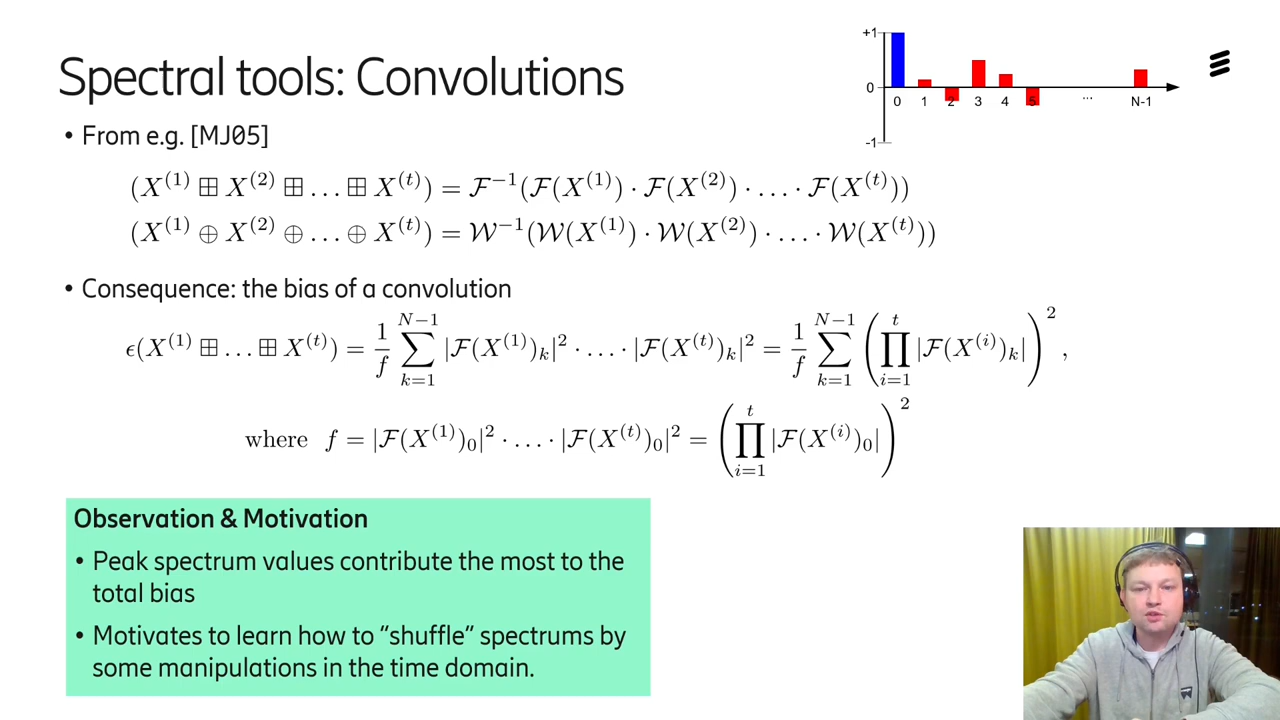 Spectral tools: Convolutions
+1
0
-1
0 1 2 3 4 5 ... N-1
• From e.g. [MJ05]
(X^(1) ⊞ X^(2) ⊞ … ⊞ X^(t)) = ℱ^−1(ℱ(X^(1)) · ℱ(X^(2)) · … · ℱ(X^(t)))
(X^(1) ⊕ X^(2) ⊕ … ⊕ X^(t)) = 𝒲^−1(𝒲(X^(1)) · 𝒲(X^(2)) · … · 𝒲(X^(t)))
• Consequence: the bias of a convolution
ϵ(X^(1) ⊞ … ⊞ X^(t)) = 1/f ∑_{k=1}^{N−1} |ℱ(X^(1))_k|^2 · … · |ℱ(X^(t))_k|^2 = 1/f ∑_{k=1}^{N−1} (∏_{i=1}^{t} |ℱ(X^(i))_k|)^2 ,
where f = |ℱ(X^(1))_0|^2 · … · |ℱ(X^(t))_0|^2 = (∏_{i=1}^{t} |ℱ(X^(i))_0|)^2
Observation & Motivation
• Peak spectrum values contribute the most to the
total bias
• Motivates to learn how to “shuffle” spectrums by
some manipulations in the time domain.